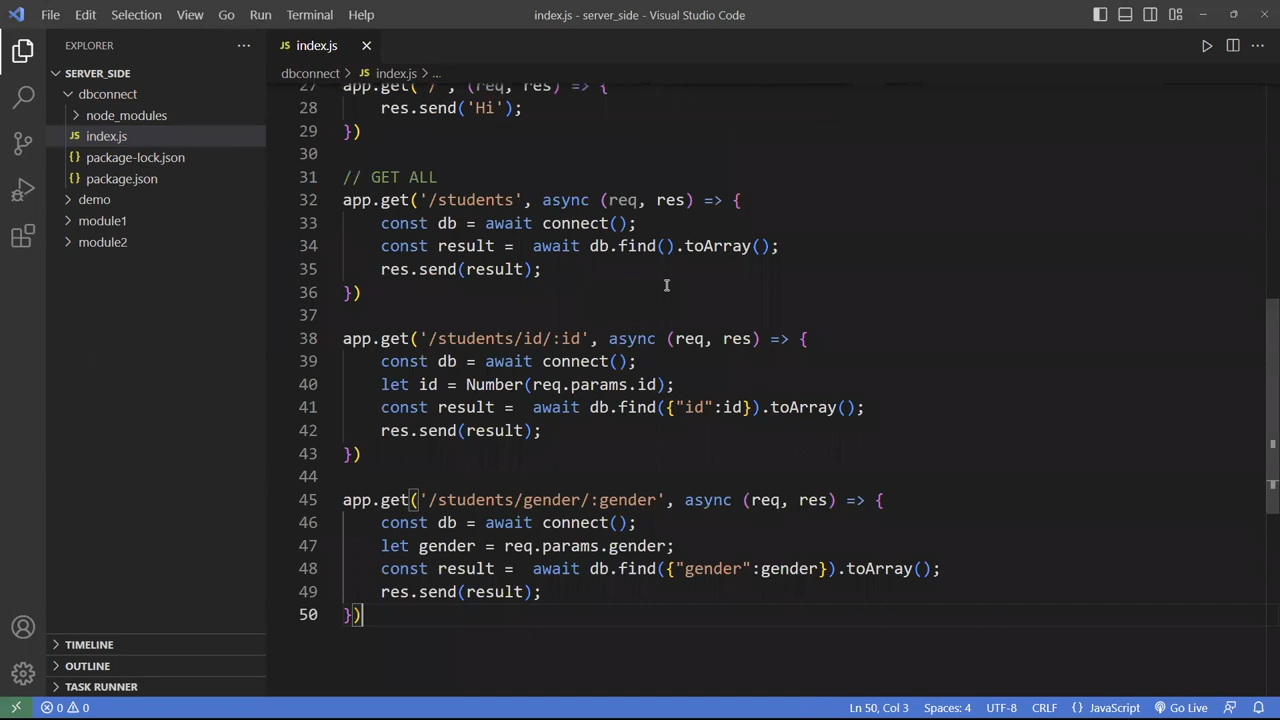 File Edit Selection View Go Run Terminal Help index.js - server_side - Visual Studio Code
EXPLORER
SERVER_SIDE
dbconnect
node_modules
JS index.js
{} package-lock.json
{} package.json
demo
module1
module2
TIMELINE
OUTLINE
TASK RUNNER
JS index.js
dbconnect > JS index.js > ...
27 app.get('/', (req, res) => {
28 res.send('Hi');
29 })
30
31 // GET ALL
32 app.get('/students', async (req, res) => {
33 const db = await connect();
34 const result =  await db.find().toArray();
35 res.send(result);
36 })
37
38 app.get('/students/id/:id', async (req, res) => {
39 const db = await connect();
40 let id = Number(req.params.id);
41 const result =  await db.find({"id":id}).toArray();
42 res.send(result);
43 })
44
45 app.get('/students/gender/:gender', async (req, res) => {
46 const db = await connect();
47 let gender = req.params.gender;
48 const result =  await db.find({"gender":gender}).toArray();
49 res.send(result);
50 })
0 0 Ln 50, Col 3 Spaces: 4 UTF-8 CRLF {} JavaScript Go Live